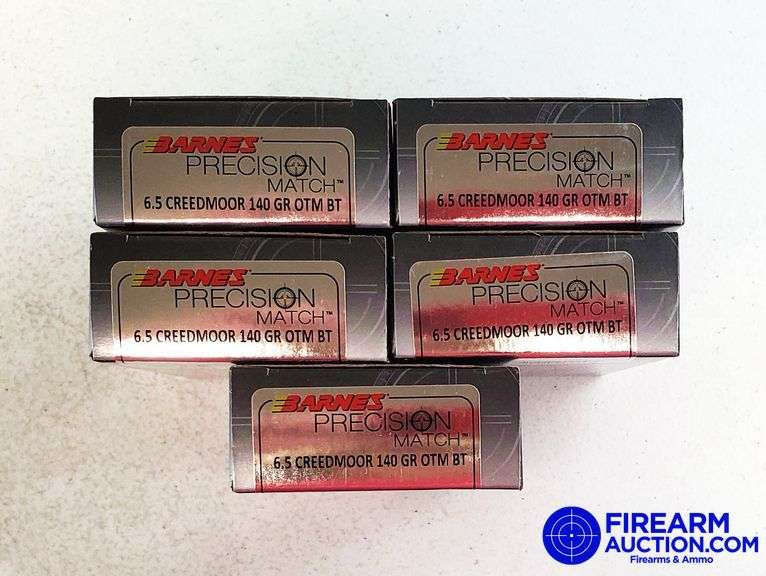 BARNES
PRECISION
MATCH™
6.5 CREEDMOOR 140 GR OTM BT
BARNES
PRECISION
MATCH™
6.5 CREEDMOOR 140 GR OTM BT
BARNES
PRECISION
MATCH™
6.5 CREEDMOOR 140 GR OTM BT
BARNES
PRECISION
MATCH™
6.5 CREEDMOOR 140 GR OTM BT
BARNES
PRECISION
MATCH™
6.5 CREEDMOOR 140 GR OTM BT
FIREARM
AUCTION.COM
Firearms & Ammo